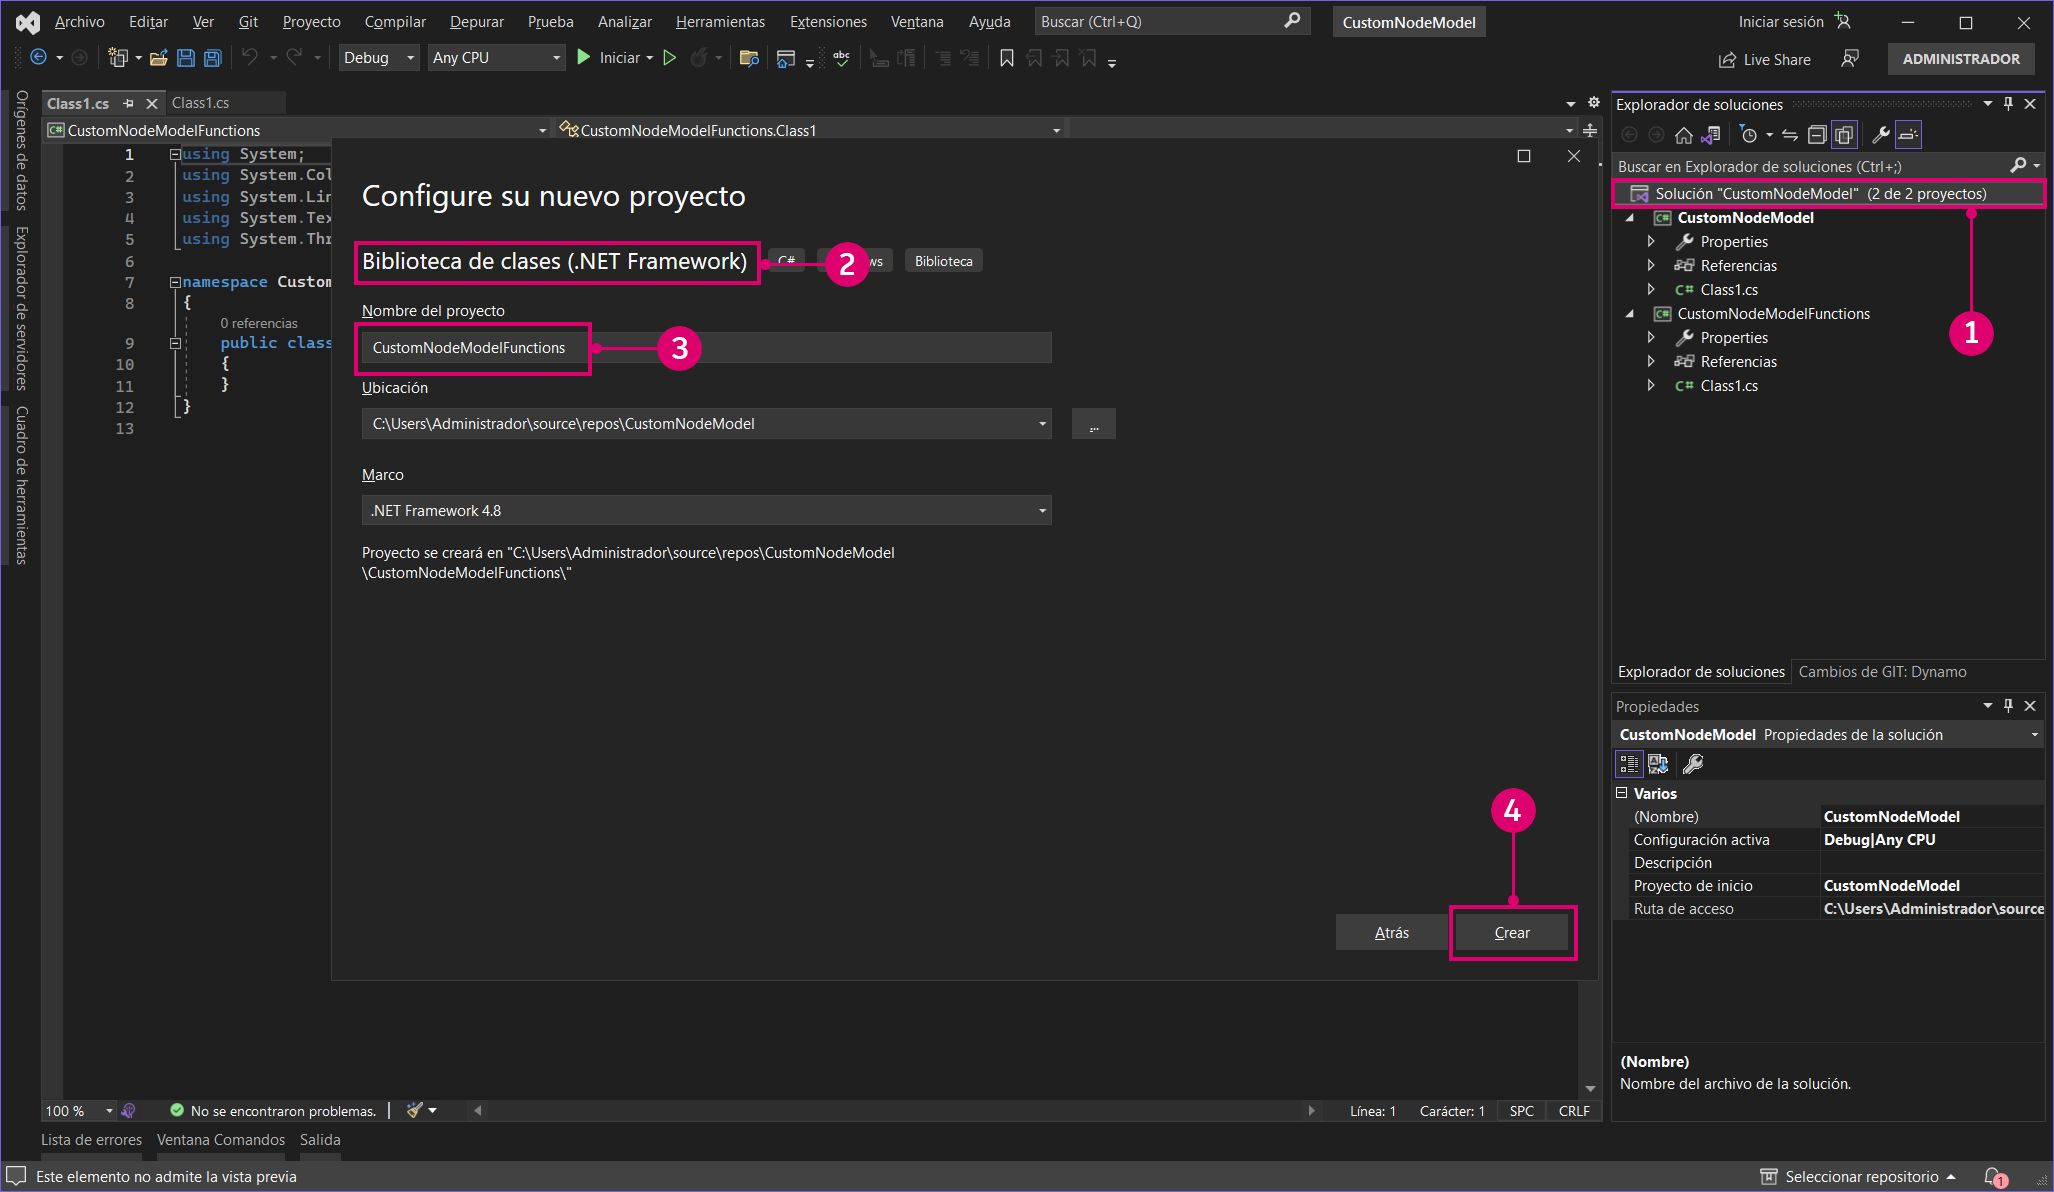 Archivo Editar Ver Git Proyecto Compilar Depurar Prueba Analizar Herramientas Extensiones Ventana Ayuda Buscar (Ctrl+Q) CustomNodeModel Iniciar sesión
Debug Any CPU Iniciar abc Live Share ADMINISTRADOR
Orígenes de datos
Explorador de servidores
Cuadro de herramientas
Class1.cs Class1.cs
CustomNodeModelFunctions CustomNodeModelFunctions.Class1
1 using System;
2 using System.Col
3 using System.Lin
4 using System.Tex
5 using System.Thr
6
7 namespace Custom
8 {
0 referencias
9 public class
10 {
11 }
12 }
13
Configure su nuevo proyecto
Biblioteca de clases (.NET Framework) 2 C# ws Biblioteca
Nombre del proyecto
CustomNodeModelFunctions 3
Ubicación
C:\Users\Administrador\source\repos\CustomNodeModel ...
Marco
.NET Framework 4.8
Proyecto se creará en "C:\Users\Administrador\source\repos\CustomNodeModel
\CustomNodeModelFunctions\"
4
Atrás Crear
Explorador de soluciones
Buscar en Explorador de soluciones (Ctrl+;)
Solución "CustomNodeModel" (2 de 2 proyectos)
C# CustomNodeModel
Properties
Referencias
C# Class1.cs
C# CustomNodeModelFunctions
1
Properties
Referencias
C# Class1.cs
Explorador de soluciones Cambios de GIT: Dynamo
Propiedades
CustomNodeModel Propiedades de la solución
Varios
(Nombre) CustomNodeModel
Configuración activa Debug|Any CPU
Descripción
Proyecto de inicio CustomNodeModel
Ruta de acceso C:\Users\Administrador\source
(Nombre)
Nombre del archivo de la solución.
100 % No se encontraron problemas. Línea: 1 Carácter: 1 SPC CRLF
Lista de errores Ventana Comandos Salida
Este elemento no admite la vista previa Seleccionar repositorio 1